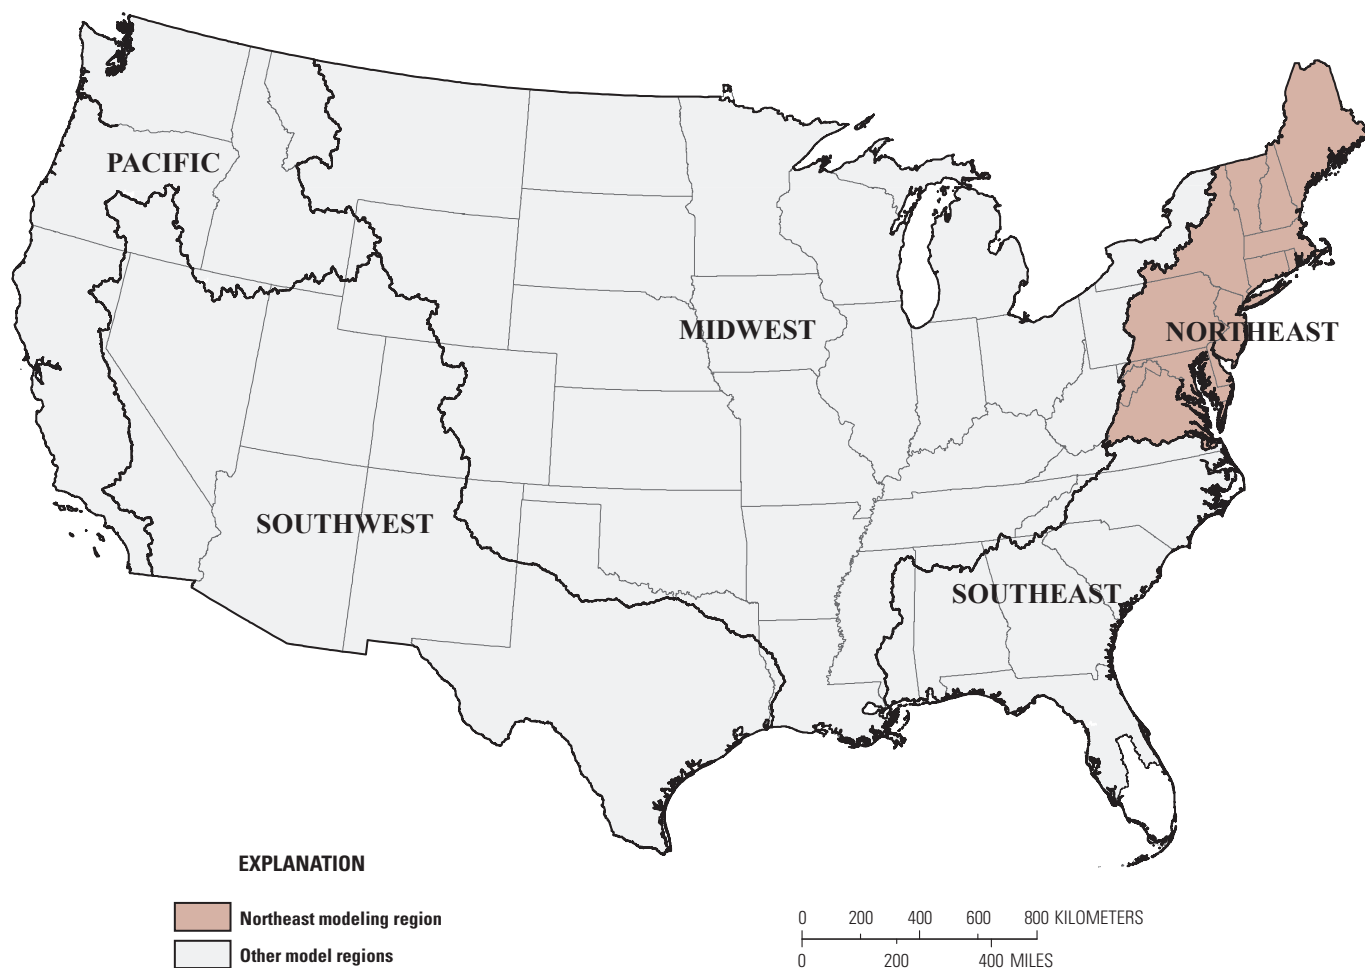 PACIFIC
MIDWEST
NORTHEAST
SOUTHWEST
SOUTHEAST
EXPLANATION
Northeast modeling region
Other model regions
0 200 400 600 800 KILOMETERS
0 200 400 MILES